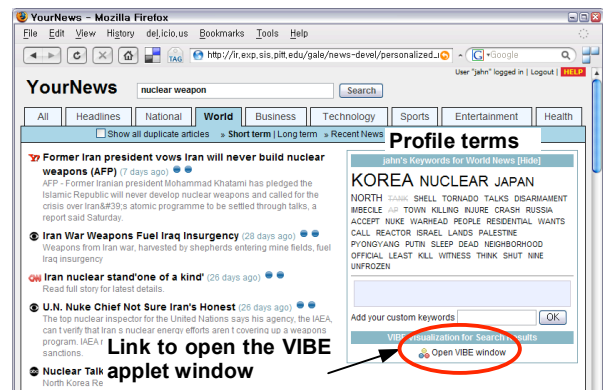 YourNews - Mozilla Firefox
File Edit View History del.icio.us Bookmarks Tools Help
TAG http://ir.exp.sis.pitt.edu/gale/news-devel/personalized. Google
User "jahn" logged in | Logout | HELP
YourNews nuclear weapon Search
All Headlines National World Business Technology Sports Entertainment Health
Show all duplicate articles » Short term | Long term » Recent News
Profile terms
jahn's Keywords for World News [Hide]
KOREA NUCLEAR JAPAN
NORTH TANK SHELL TORNADO TALKS DISARMAMENT
IMBECILE AP TOWN KILLING INJURE CRASH RUSSIA
ACCEPT NUKE WARHEAD PEOPLE RESIDENTIAL WANTS
CALL REACTOR ISRAEL LANDS PALESTINE
PYONGYANG PUTIN SLEEP DEAD NEIGHBORHOOD
OFFICIAL LEAST KILL WITNESS THINK SHUT NINE
UNFROZEN
Add your custom keywords OK
VIBE Visualization for Search Results
Open VIBE window
Former Iran president vows Iran will never build nuclear
weapons (AFP) (7 days ago)
AFP - Former Iranian president Mohammad Khatami has pledged the
Islamic Republic will never develop nuclear weapons and called for the
crisis over Iran&#39;s atomic programme to be settled through talks, a
report said Saturday.
Iran War Weapons Fuel Iraq Insurgency (28 days ago)
Weapons from Iran war, harvested by shepherds entering mine fields, fuel
Iraq insurgency
CNN Iran nuclear stand'one of a kind' (26 days ago)
Read full story for latest details.
U.N. Nuke Chief Not Sure Iran's Honest (26 days ago)
The top nuclear inspector for the United Nations says his agency, the IAEA,
can t verify that Iran s nuclear energy efforts aren t covering up a weapons
program. IAEA
sanctions.
Nuclear Talk
North Korea Re
Link to open the VIBE
applet window